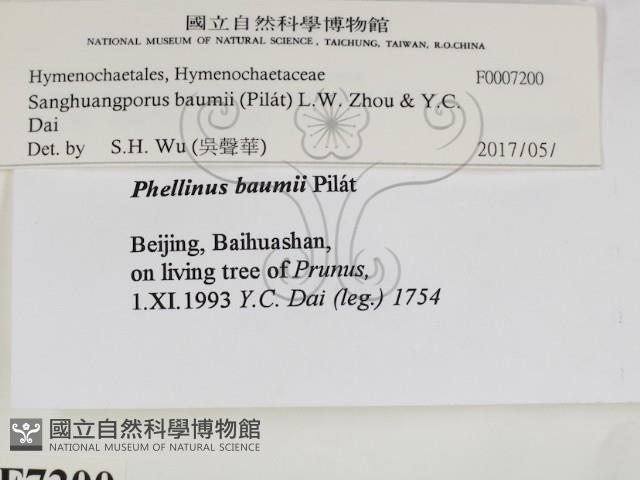 國立自然科學博物館
NATIONAL MUSEUM OF NATURAL SCIENCE, TAICHUNG, TAIWAN, R.O.CHINA
Hymenochaetales, Hymenochaetaceae F0007200
Sanghuangporus baumii (Pilát) L.W. Zhou & Y.C.
Dai
Det. by S.H. Wu (吳聲華) 2017/05/
Phellinus baumii Pilát
Beijing, Baihuashan,
on living tree of Prunus,
1.XI.1993 Y.C. Dai (leg.) 1754
國立自然科學博物館
NATIONAL MUSEUM OF NATURAL SCIENCE
F7200